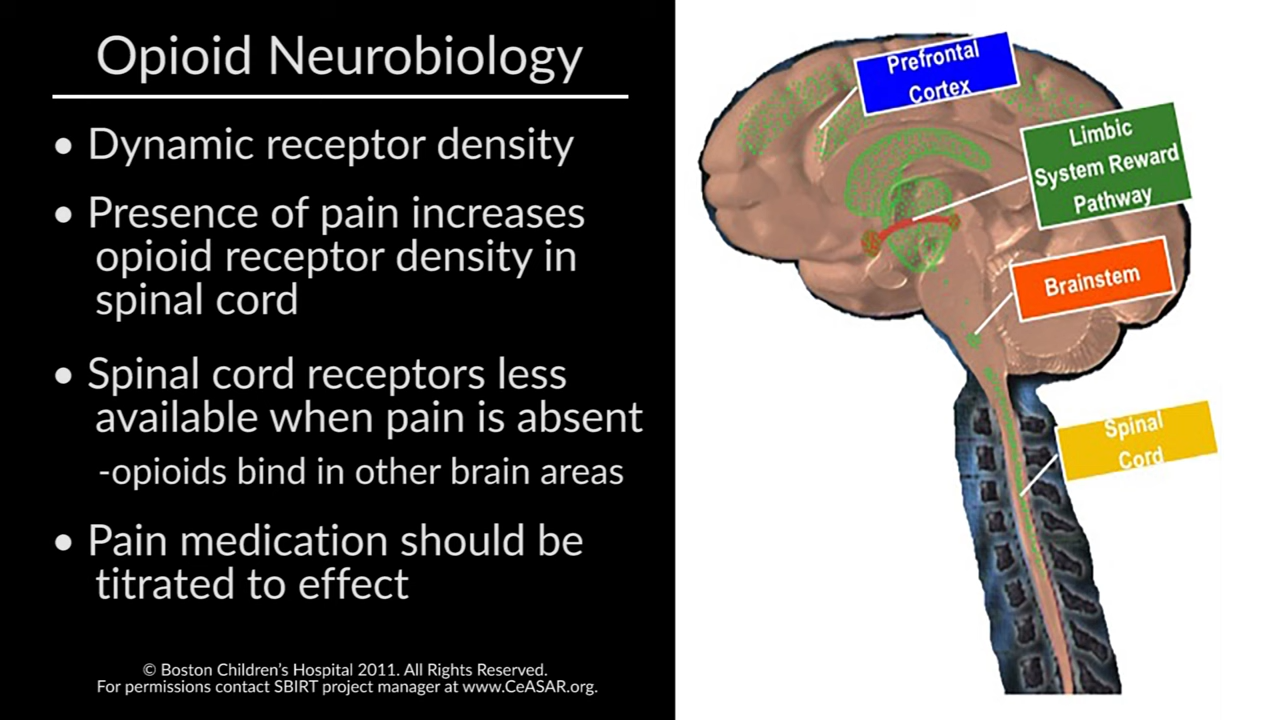 Opioid Neurobiology
• Dynamic receptor density
• Presence of pain increases
opioid receptor density in
spinal cord
• Spinal cord receptors less
available when pain is absent
-opioids bind in other brain areas
• Pain medication should be
titrated to effect
© Boston Children's Hospital 2011. All Rights Reserved.
For permissions contact SBIRT project manager at www.CeASAR.org.
Prefrontal
Cortex
Limbic
System Reward
Pathway
Brainstem
Spinal
Cord